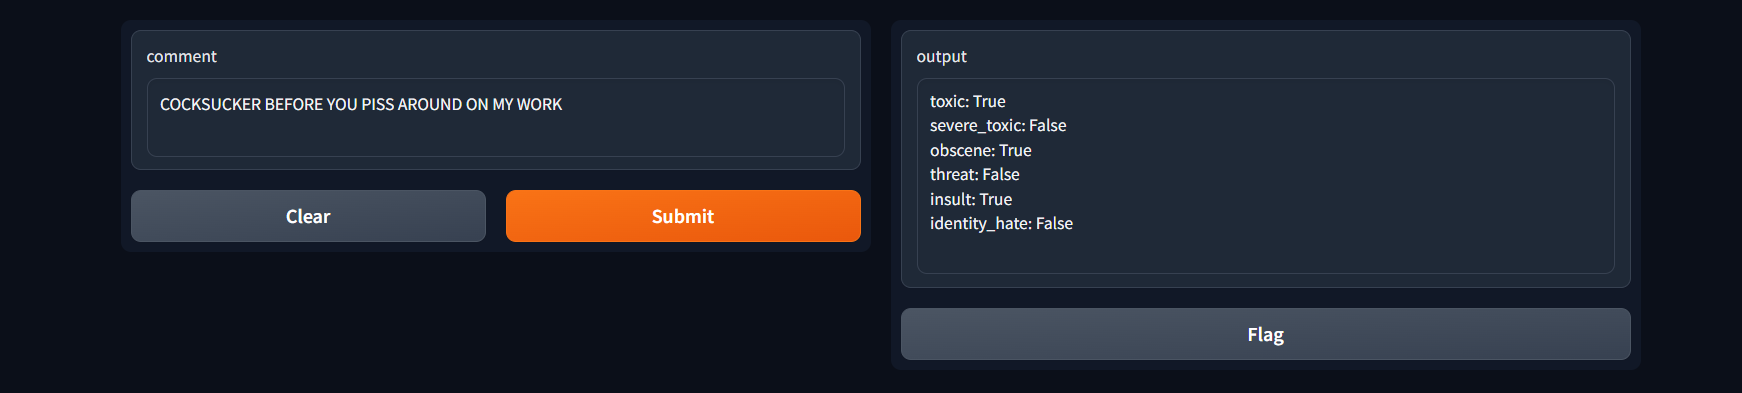 comment
COCKSUCKER BEFORE YOU PISS AROUND ON MY WORK
Clear
Submit
output
toxic: True
severe_toxic: False
obscene: True
threat: False
insult: True
identity_hate: False
Flag